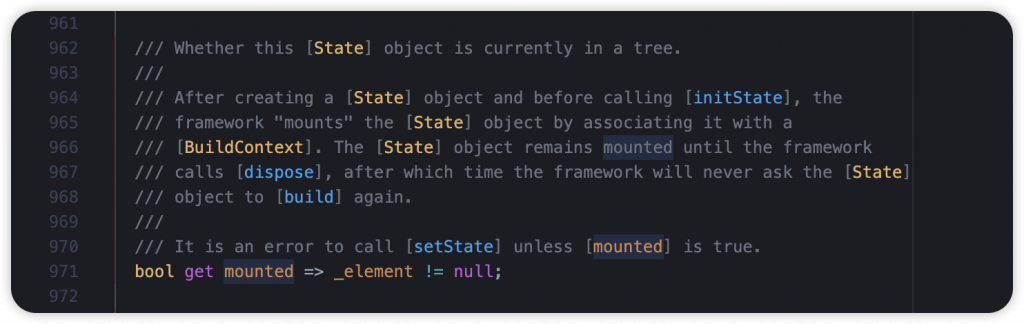 961
962 /// Whether this [State] object is currently in a tree.
963 ///
964 /// After creating a [State] object and before calling [initState], the
965 /// framework "mounts" the [State] object by associating it with a
966 /// [BuildContext]. The [State] object remains mounted until the framework
967 /// calls [dispose], after which time the framework will never ask the [State]
968 /// object to [build] again.
969 ///
970 /// It is an error to call [setState] unless [mounted] is true.
971 bool get mounted => _element != null;
972